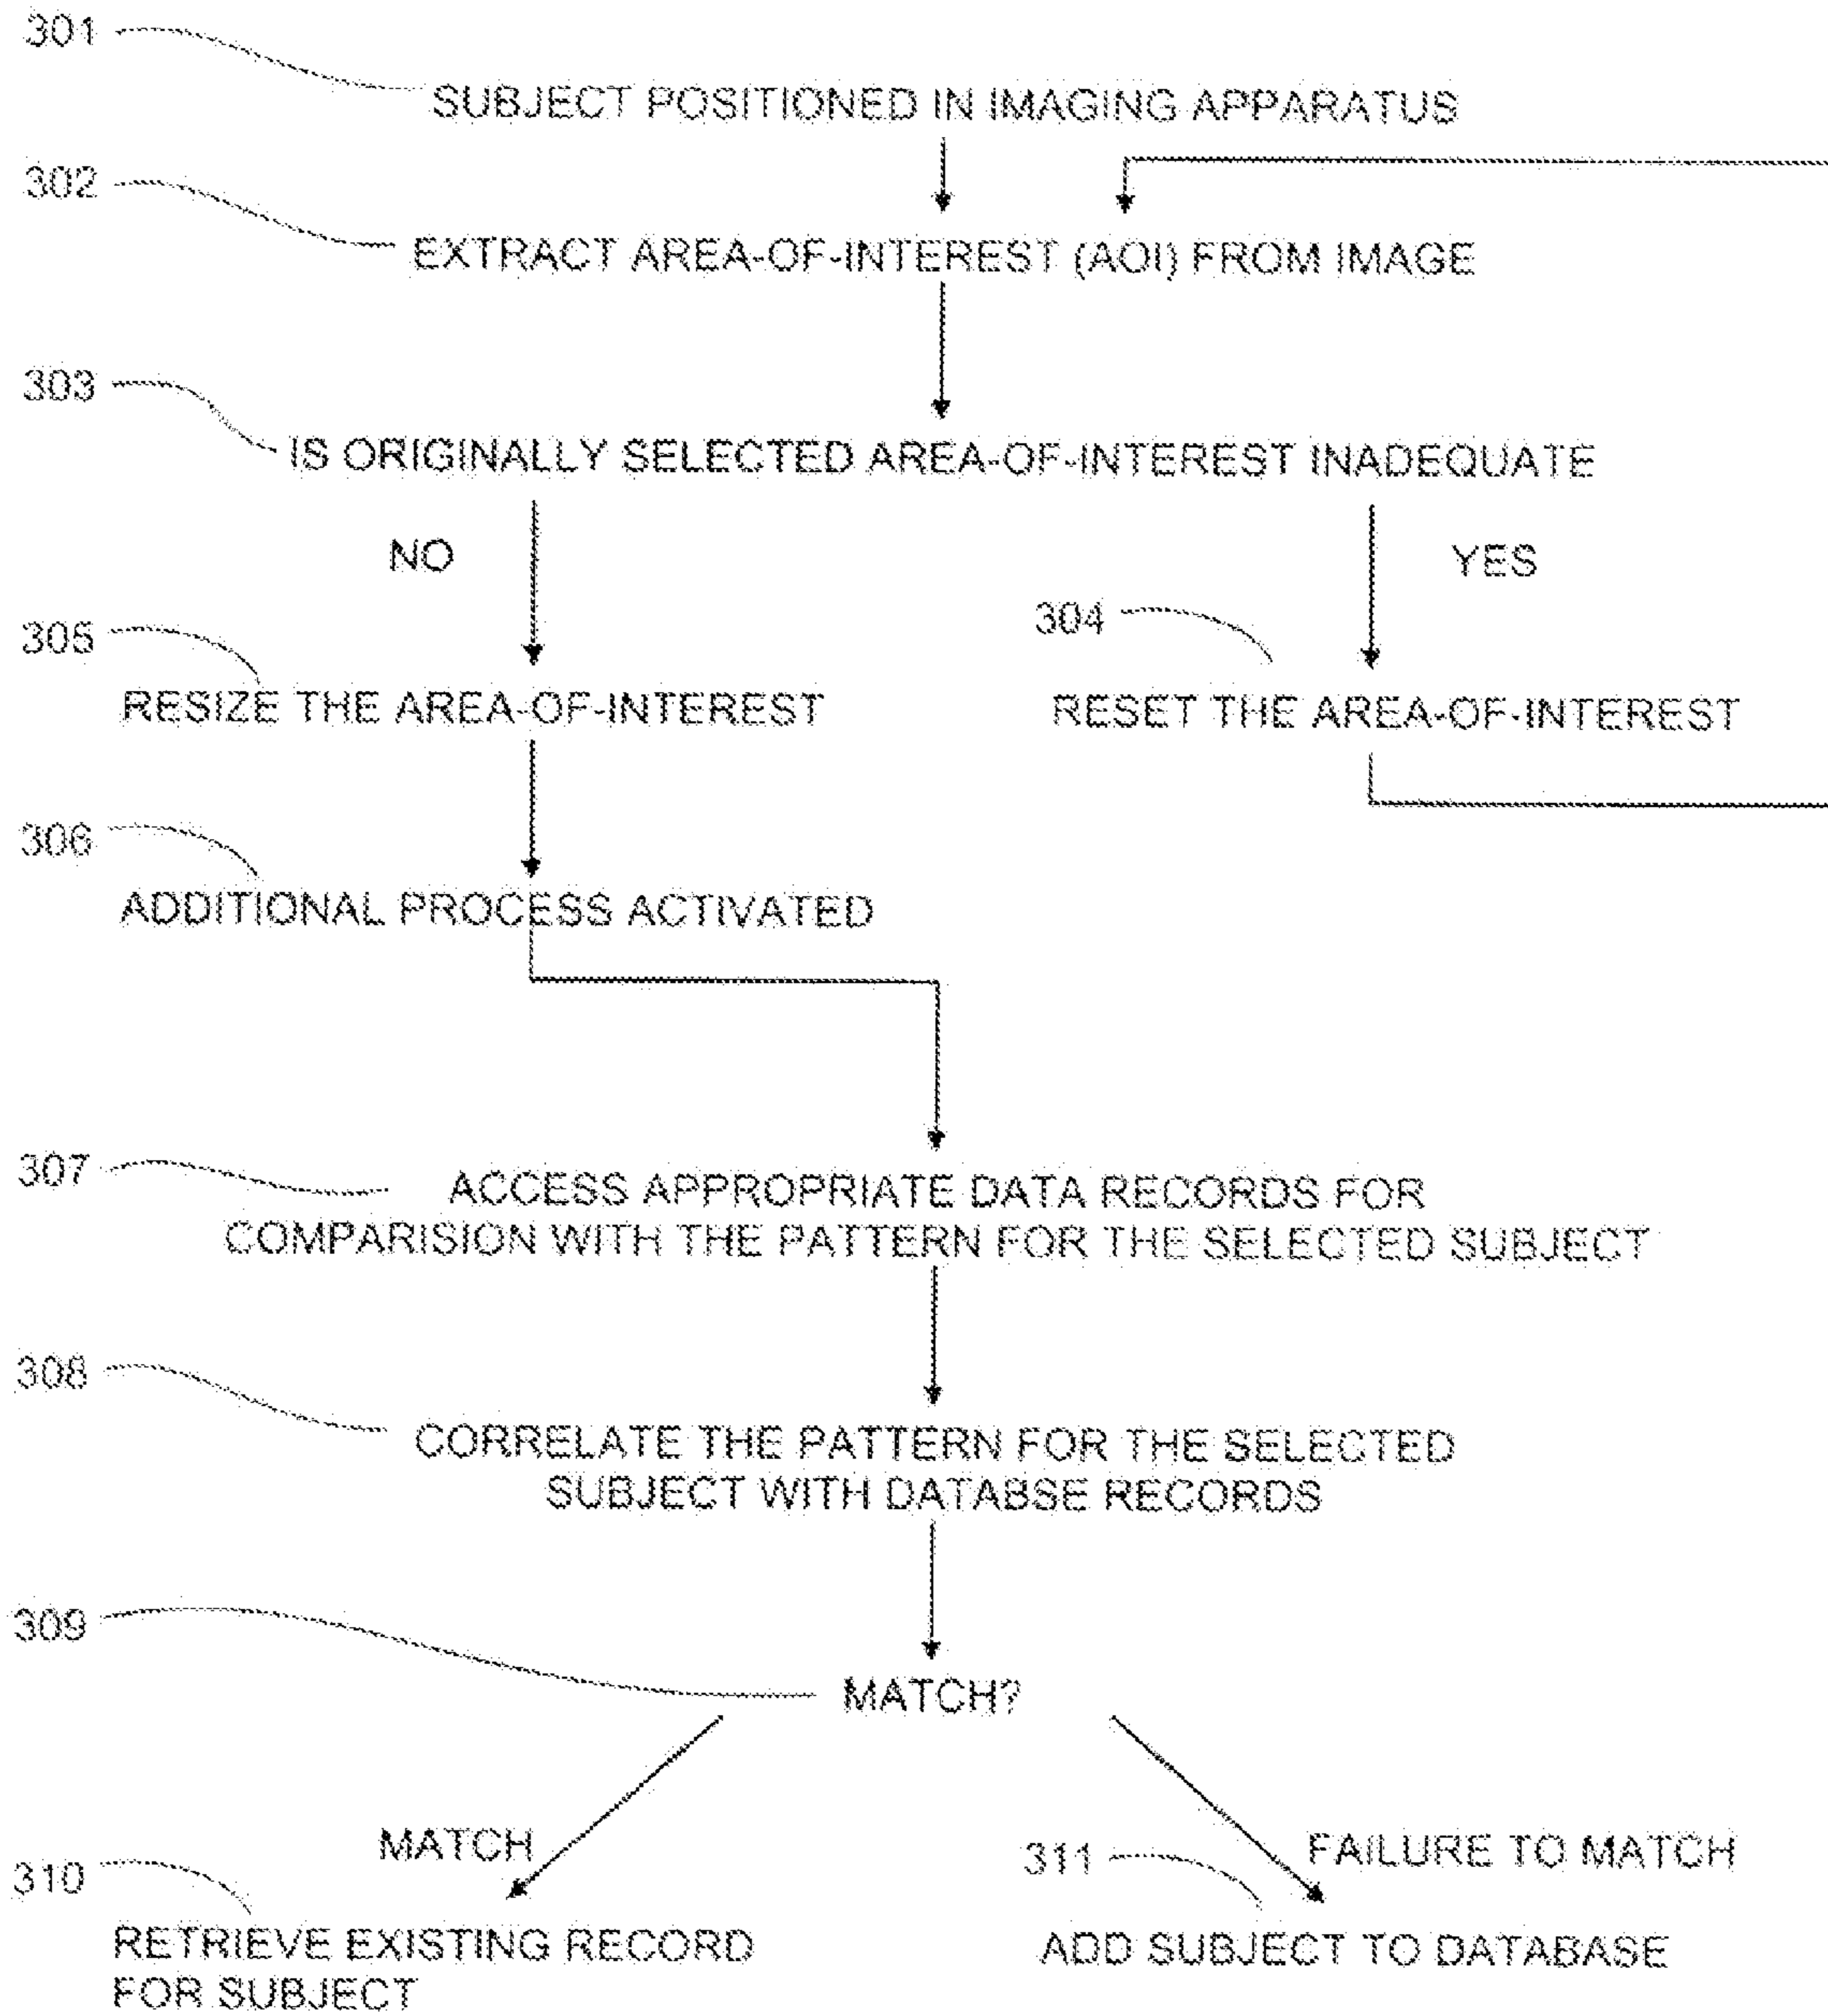 301
SUBJECT POSITIONED IN IMAGING APPARATUS
302
EXTRACT AREA-OF-INTEREST (AOI) FROM IMAGE
303
IS ORIGINALLY SELECTED AREA-OF-INTEREST INADEQUATE
NO
YES
305
304
RESIZE THE AREA-OF-INTEREST
RESET THE AREA-OF-INTEREST
306
ADDITIONAL PROCESS ACTIVATED
307
ACCESS APPROPRIATE DATA RECORDS FOR
COMPARISION WITH THE PATTERN FOR THE SELECTED SUBJECT
308
CORRELATE THE PATTERN FOR THE SELECTED
SUBJECT WITH DATABSE RECORDS
309
MATCH?
MATCH
FAILURE TO MATCH
310
311
RETRIEVE EXISTING RECORD
FOR SUBJECT
ADD SUBJECT TO DATABASE